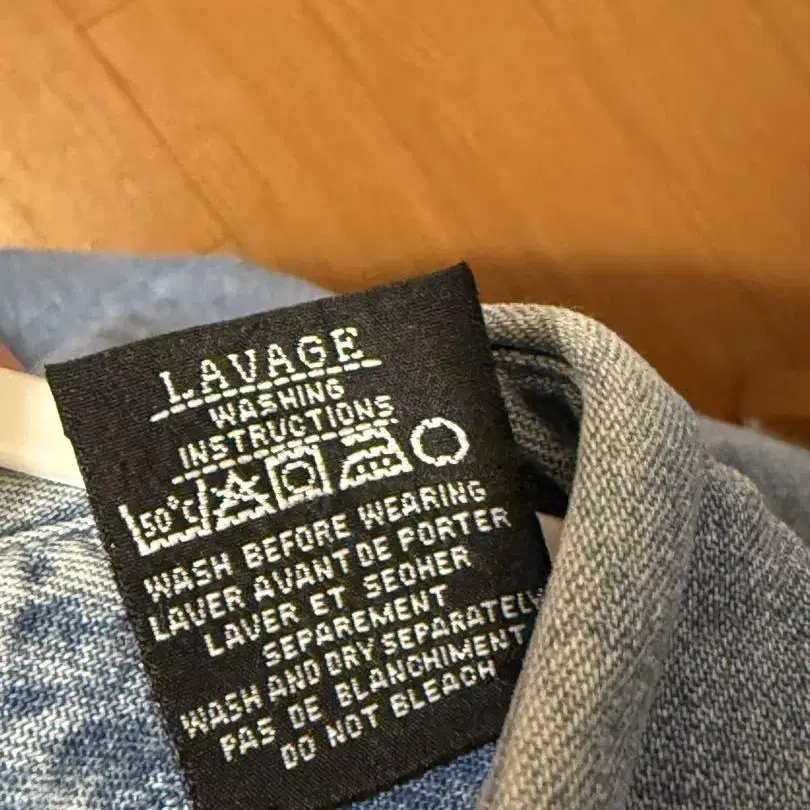 LAVAGE
WASHING
INSTRUCTIONS
50°C
WASH BEFORE WEARING
LAVER AVANT DE PORTER
LAVER ET SEOHER
SEPAREMENT
WASH AND DRY SEPARATELY
PAS DE BLANCHIMENT
DO NOT BLEACH